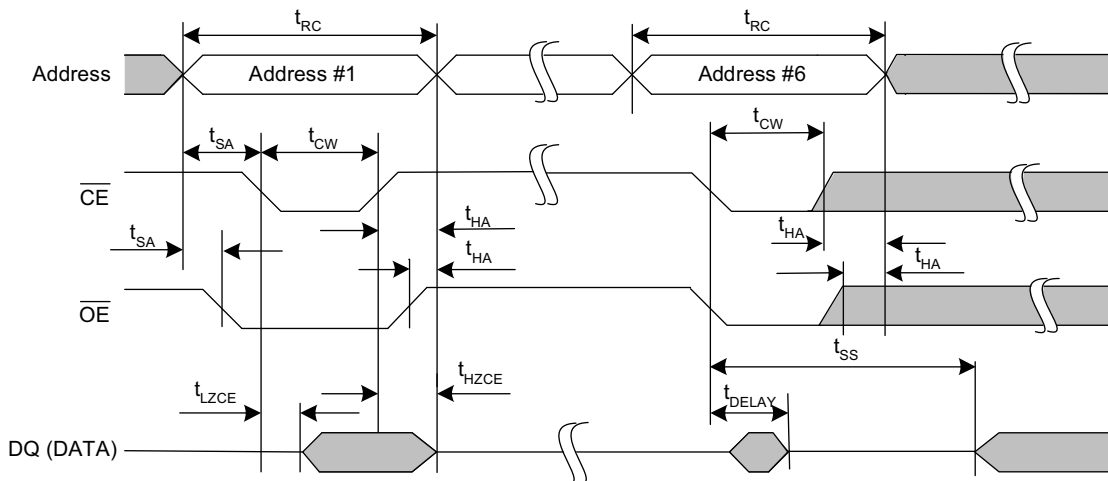 tRC tRC
Address Address #1 Address #6
tCW
tSA tCW
CE
tHA
tSA tHA
tHA tHA
OE
tSS
tHZCE
tLZCE tDELAY
DQ (DATA)